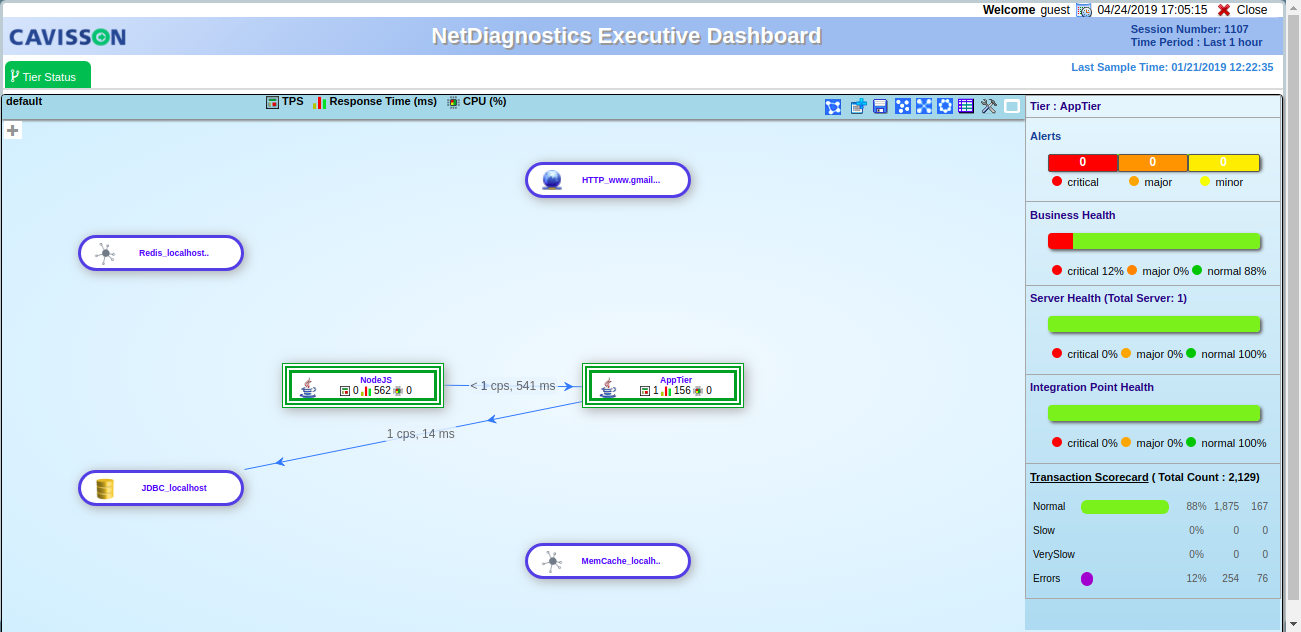 Welcome guest 04/24/2019 17:05:15 Close
CAVISSON
NetDiagnostics Executive Dashboard
Session Number: 1107
Time Period : Last 1 hour
Tier Status
Last Sample Time: 01/21/2019 12:22:35
default
TPS Response Time (ms) CPU (%)
HTTP_www.gmail...
Redis_localhost..
NodeJS
0 562 0
< 1 cps, 541 ms
AppTier
1 156 0
1 cps, 14 ms
JDBC_localhost
MemCache_localh..
Tier : AppTier
Alerts
0 0 0
critical major minor
Business Health
critical 12% major 0% normal 88%
Server Health (Total Server: 1)
critical 0% major 0% normal 100%
Integration Point Health
critical 0% major 0% normal 100%
Transaction Scorecard ( Total Count : 2,129)
Normal 88% 1,875 167
Slow 0% 0 0
VerySlow 0% 0 0
Errors 12% 254 76